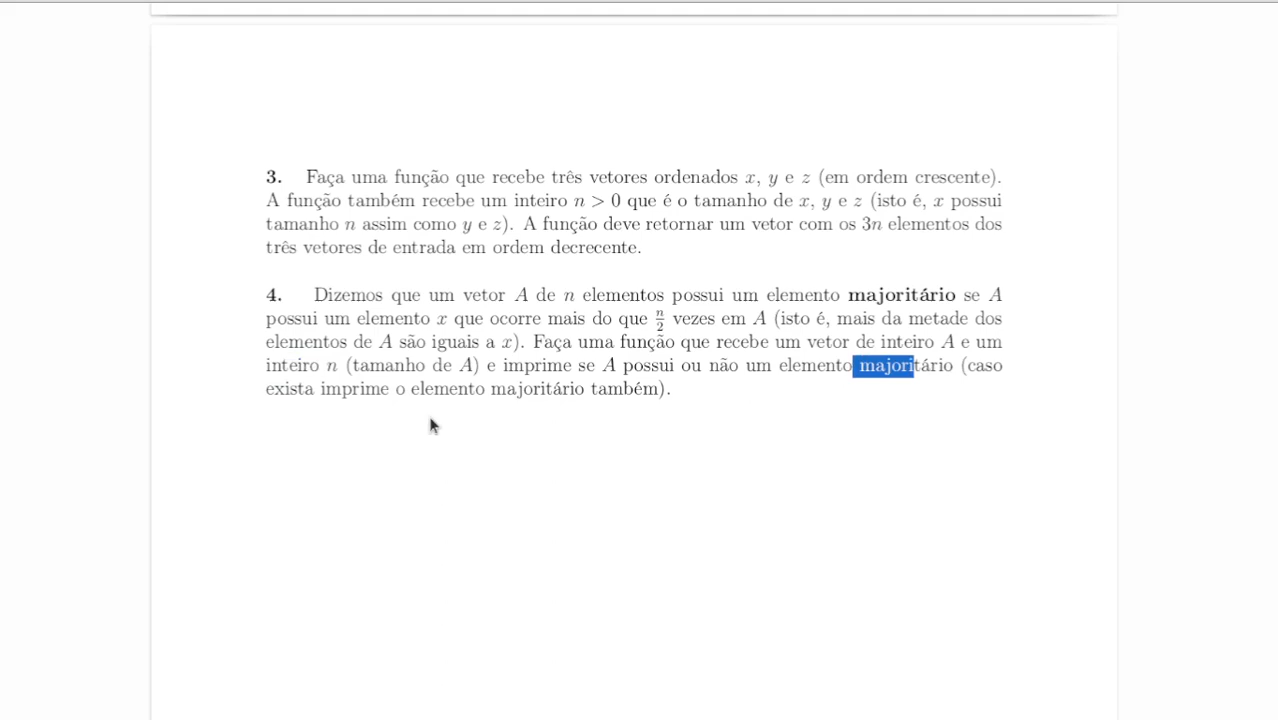 3. Faça uma função que recebe três vetores ordenados x, y e z (em ordem crescente).
A função também recebe um inteiro n > 0 que é o tamanho de x, y e z (isto é, x possui
tamanho n assim como y e z). A função deve retornar um vetor com os 3n elementos dos
três vetores de entrada em ordem decrecente.
4. Dizemos que um vetor A de n elementos possui um elemento majoritário se A
possui um elemento x que ocorre mais do que n/2 vezes em A (isto é, mais da metade dos
elementos de A são iguais a x). Faça uma função que recebe um vetor de inteiro A e um
inteiro n (tamanho de A) e imprime se A possui ou não um elemento majoritário (caso
exista imprime o elemento majoritário também).